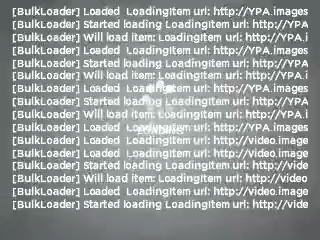 [BulkLoader] Loaded LoadingItem url: http://YPA.images
[BulkLoader] Started loading LoadingItem url: http://YPA
[BulkLoader] Will load item: LoadingItem url: http://YPA.i
[BulkLoader] Loaded LoadingItem url: http://YPA.images
[BulkLoader] Started loading LoadingItem url: http://YPA
[BulkLoader] Will load item: LoadingItem url: http://YPA.i
[BulkLoader] Loaded LoadingItem url: http://YPA.images
[BulkLoader] Started loading LoadingItem url: http://YPA
[BulkLoader] Will load item: LoadingItem url: http://YPA.i
[BulkLoader] Loaded LoadingItem url: http://YPA.images
LOADING
[BulkLoader] Loaded LoadingItem url: http://video.image
[BulkLoader] Loaded LoadingItem url: http://video.image
[BulkLoader] Started loading LoadingItem url: http://vide
[BulkLoader] Will load item: LoadingItem url: http://video
[BulkLoader] Loaded LoadingItem url: http://video.image
[BulkLoader] Started loading LoadingItem url: http://vide